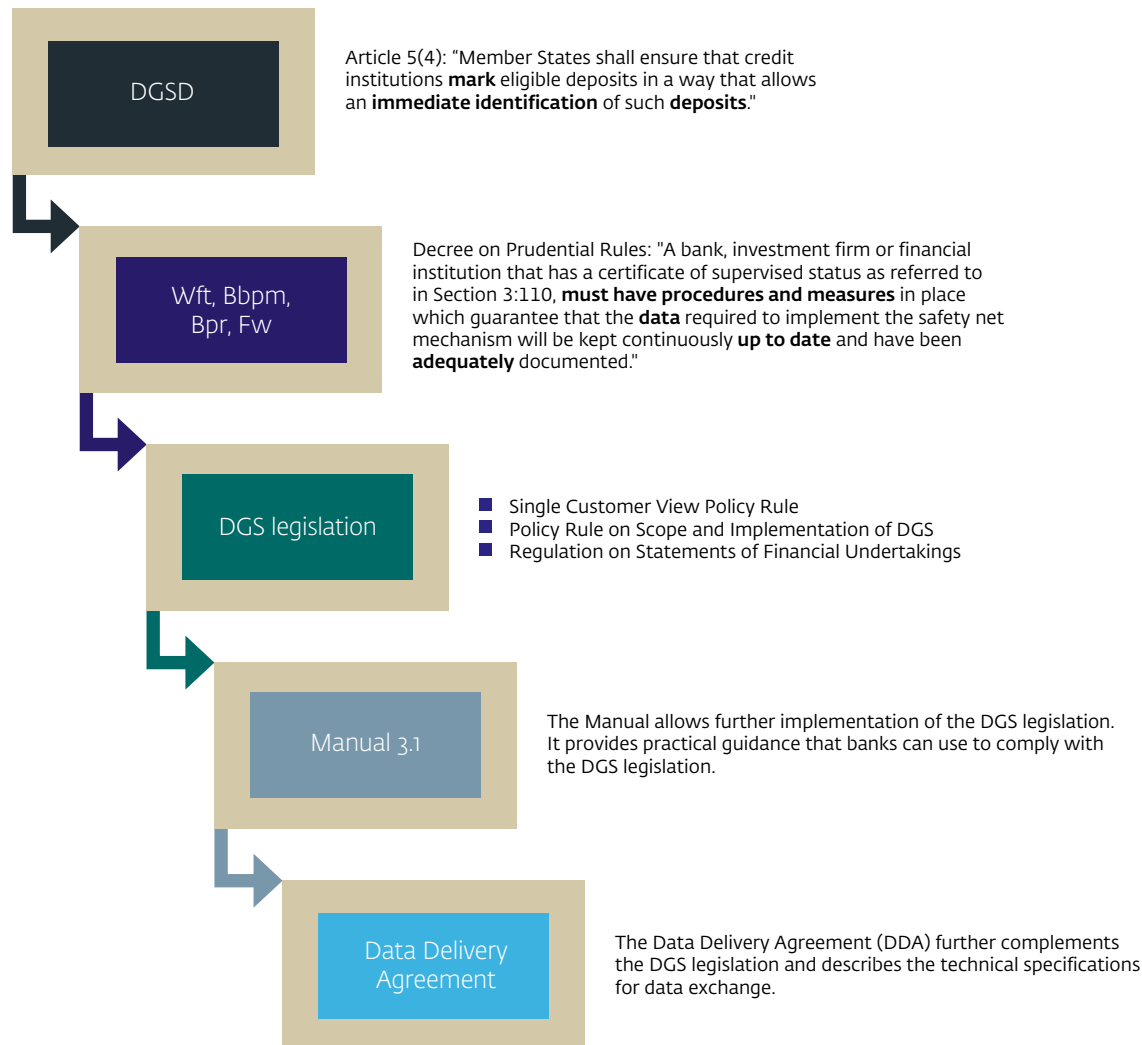 DGSD
Article 5(4): “Member States shall ensure that credit
institutions mark eligible deposits in a way that allows
an immediate identification of such deposits."
Wft, Bbpm,
Bpr, Fw
Decree on Prudential Rules: "A bank, investment firm or financial
institution that has a certificate of supervised status as referred to
in Section 3:110, must have procedures and measures in place
which guarantee that the data required to implement the safety net
mechanism will be kept continuously up to date and have been
adequately documented."
DGS legislation
Single Customer View Policy Rule
Policy Rule on Scope and Implementation of DGS
Regulation on Statements of Financial Undertakings
Manual 3.1
The Manual allows further implementation of the DGS legislation.
It provides practical guidance that banks can use to comply with
the DGS legislation.
Data Delivery
Agreement
The Data Delivery Agreement (DDA) further complements
the DGS legislation and describes the technical specifications
for data exchange.